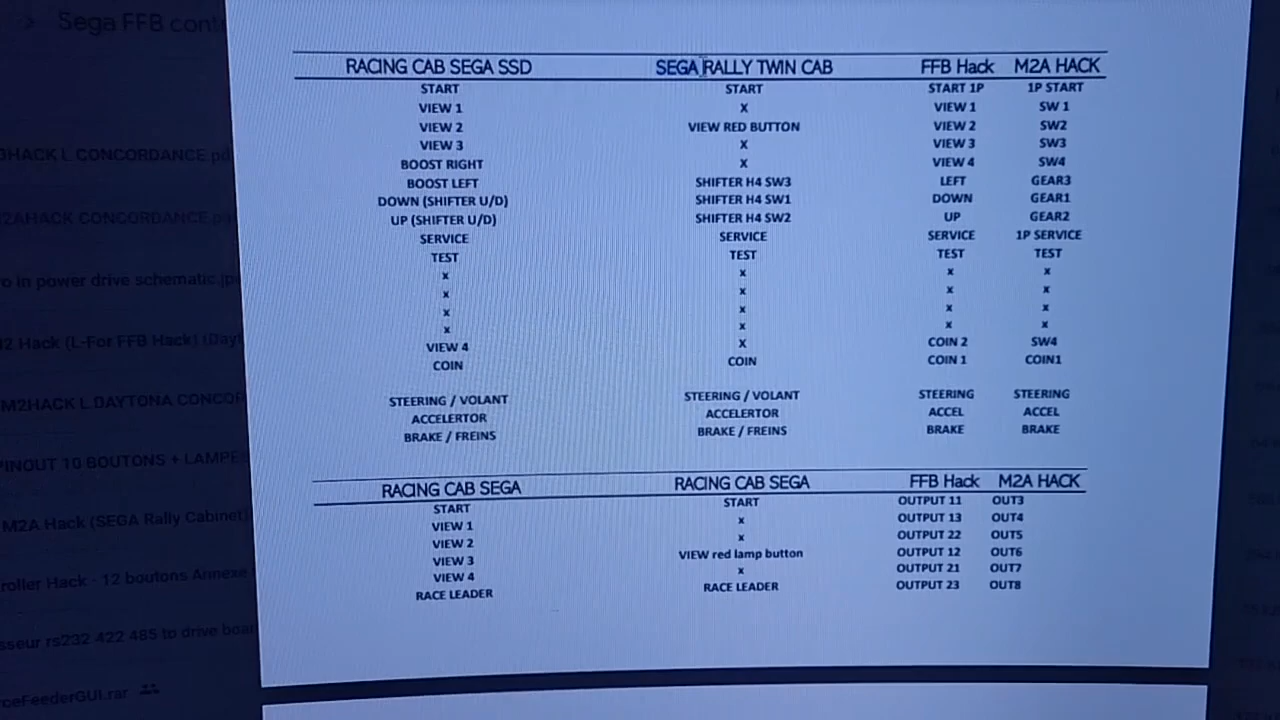 Sega FFB cont
RACING CAB SEGA SSD SEGA RALLY TWIN CAB FFB Hack M2A HACK
START START START 1P 1P START
VIEW 1 X VIEW 1 SW 1
VIEW 2 VIEW RED BUTTON VIEW 2 SW2
VIEW 3 X VIEW 3 SW3
BOOST RIGHT X VIEW 4 SW4
BOOST LEFT SHIFTER H4 SW3 LEFT GEAR3
DOWN (SHIFTER U/D) SHIFTER H4 SW1 DOWN GEAR1
UP (SHIFTER U/D) SHIFTER H4 SW2 UP GEAR2
SERVICE SERVICE SERVICE 1P SERVICE
TEST TEST TEST TEST
x x x x
x x x x
x x x x
x x x x
VIEW 4 X COIN 2 SW4
COIN COIN COIN 1 COIN1
STEERING / VOLANT STEERING / VOLANT STEERING STEERING
ACCELERTOR ACCELERTOR ACCEL ACCEL
BRAKE / FREINS BRAKE / FREINS BRAKE BRAKE
RACING CAB SEGA RACING CAB SEGA FFB Hack M2A HACK
START START OUTPUT 11 OUT3
VIEW 1 x OUTPUT 13 OUT4
VIEW 2 x OUTPUT 22 OUT5
VIEW 3 VIEW red lamp button OUTPUT 12 OUT6
VIEW 4 x OUTPUT 21 OUT7
RACE LEADER RACE LEADER OUTPUT 23 OUT8
HACK L CONCORDANCE.pd
2AHACK CONCORDANCE.p
o in power drive schematic.jp
2 Hack (L-For FFB Hack) (Dayt
M2HACK L DAYTONA CONCOR
PINOUT 10 BOUTONS + LAMPE
M2A Hack (SEGA Rally Cabinet)
roller Hack - 12 boutons Annexe
sseur rs232 422 485 to drive boar
ceFeederGUI.rar